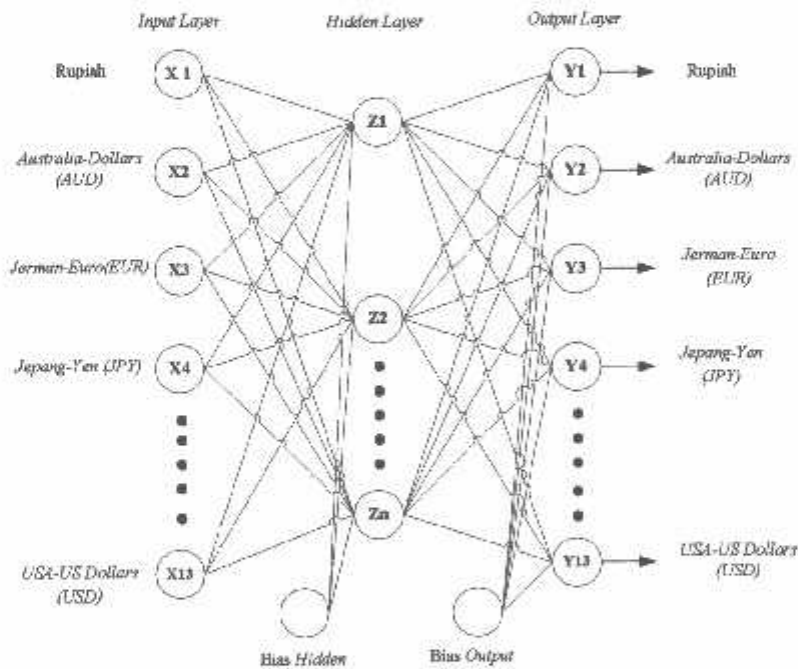 Input Layer Hidden Layer Output Layer
Rupiah X 1 Y1 Rupiah
Z1
Australia-Dollars X2 Y2 Australia-Dollars
(AUD) (AUD)
Jerman-Euro(EUR) X3 Y3 Jerman-Euro
(EUR)
Z2
Jepang-Yen (JPY) X4 Y4 Jepang-Yen
(JPY)
Zn
USA-US Dollars X13 Y13 USA-US Dollars
(USD) (USD)
Bias Hidden Bias Output